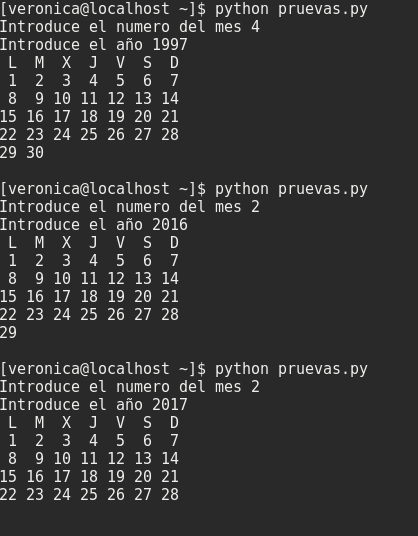 [veronica@localhost ~]$ python pruevas.py
Introduce el numero del mes 4
Introduce el año 1997
 L  M  X  J  V  S  D
 1  2  3  4  5  6  7
 8  9 10 11 12 13 14
15 16 17 18 19 20 21
22 23 24 25 26 27 28
29 30
[veronica@localhost ~]$ python pruevas.py
Introduce el numero del mes 2
Introduce el año 2016
 L  M  X  J  V  S  D
 1  2  3  4  5  6  7
 8  9 10 11 12 13 14
15 16 17 18 19 20 21
22 23 24 25 26 27 28
29
[veronica@localhost ~]$ python pruevas.py
Introduce el numero del mes 2
Introduce el año 2017
 L  M  X  J  V  S  D
 1  2  3  4  5  6  7
 8  9 10 11 12 13 14
15 16 17 18 19 20 21
22 23 24 25 26 27 28